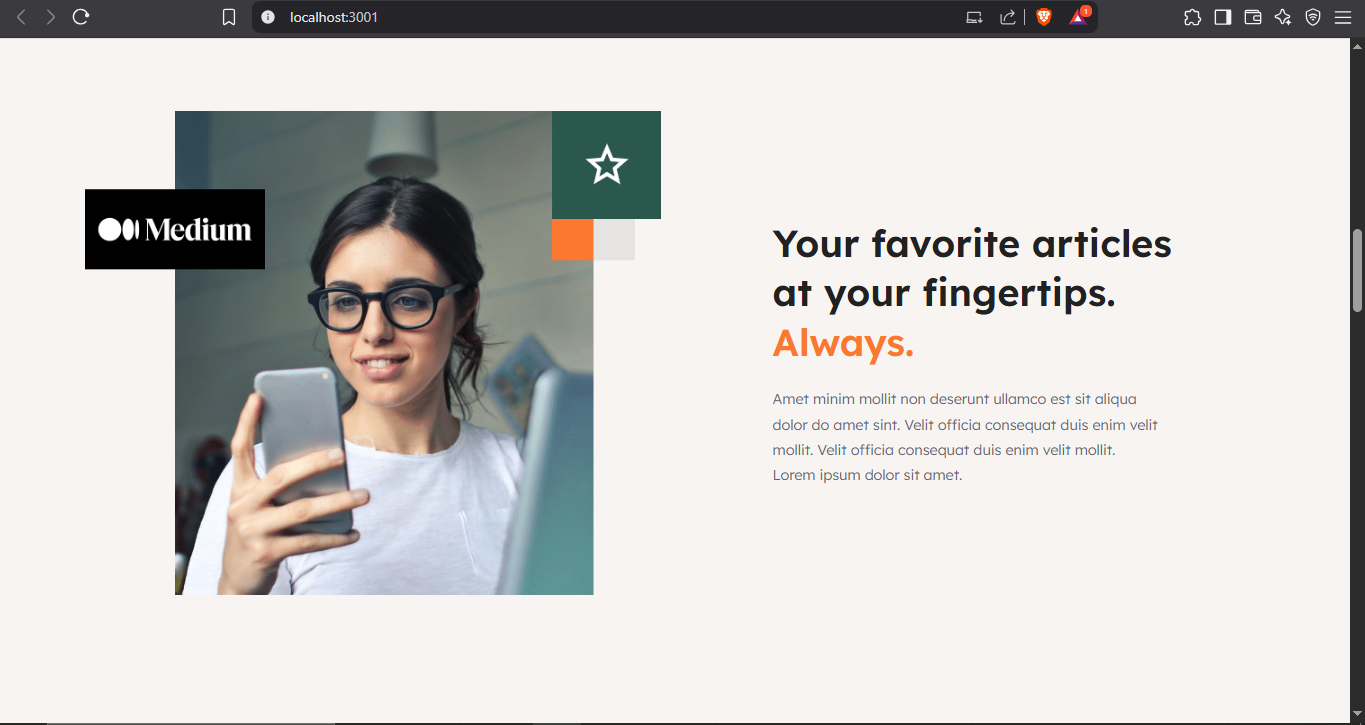 localhost:3001
1
Medium
Your favorite articles
at your fingertips.
Always.
Amet minim mollit non deserunt ullamco est sit aliqua
dolor do amet sint. Velit officia consequat duis enim velit
mollit. Velit officia consequat duis enim velit mollit.
Lorem ipsum dolor sit amet.